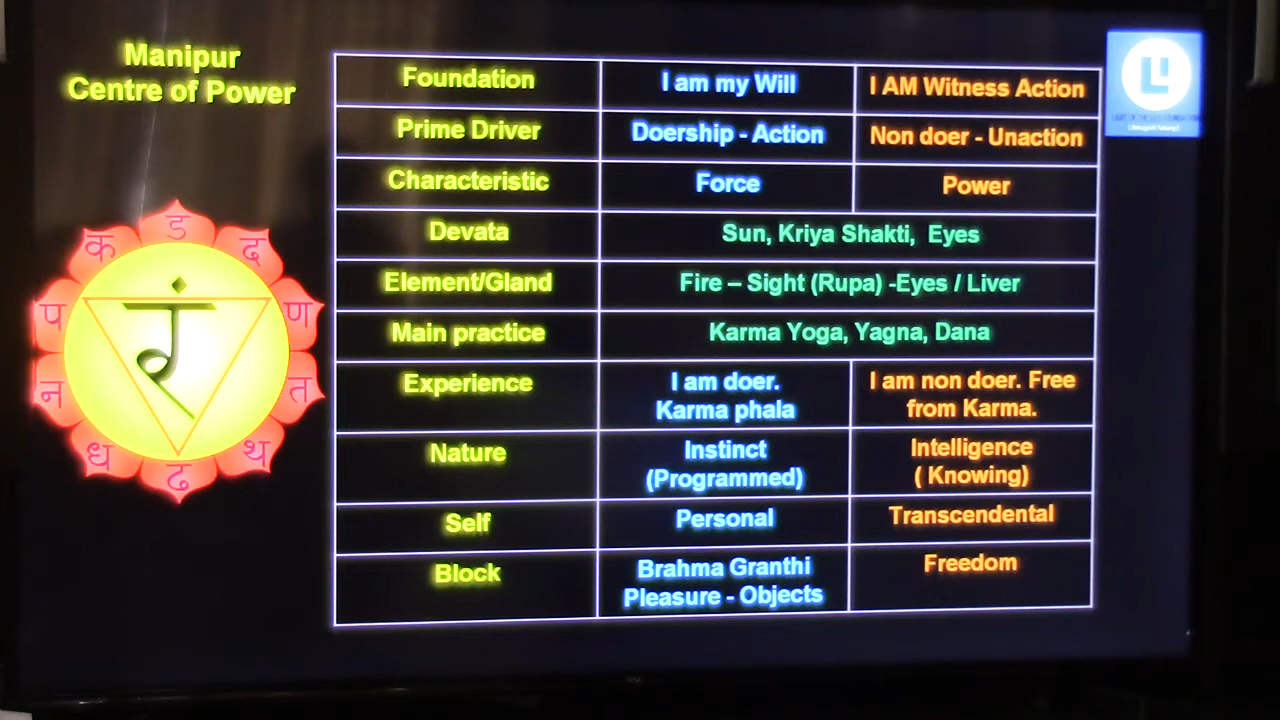 Manipur
Centre of Power
Foundation I am my Will I AM Witness Action
Prime Driver Doership - Action Non doer - Unaction
Characteristic Force Power
Devata Sun, Kriya Shakti, Eyes
Element/Gland Fire – Sight (Rupa) -Eyes / Liver
Main practice Karma Yoga, Yagna, Dana
Experience I am doer. I am non doer. Free
Karma phala from Karma.
Nature Instinct Intelligence
(Programmed) ( Knowing)
Self Personal Transcendental
Block Brahma Granthi Freedom
Pleasure - Objects
ड
क ढ
प ण
रं
न त
ध थ
द